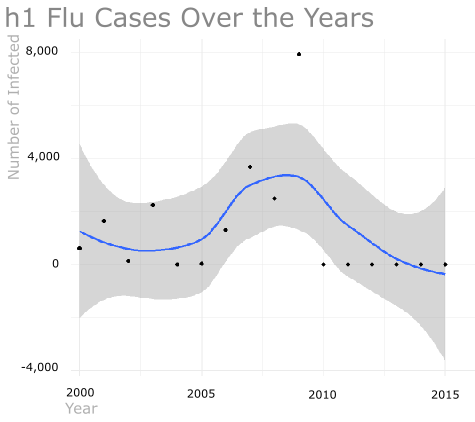 h1 Flu Cases Over the Years
Number of Infected
8,000
4,000
0
-4,000
2000
2005
2010
2015
Year